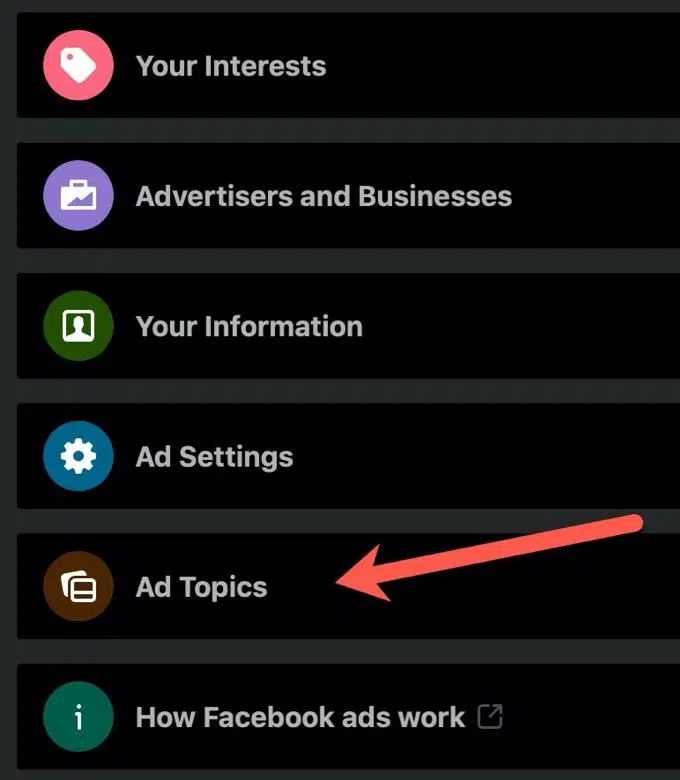 Your Interests
Advertisers and Businesses
Your Information
Ad Settings
Ad Topics
How Facebook ads work